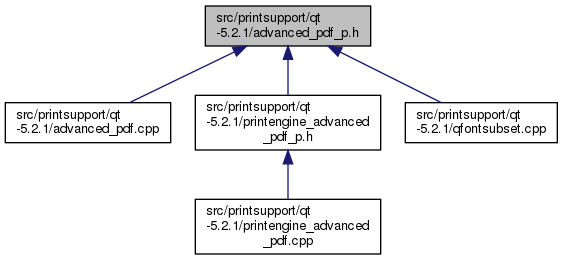 src/printsupport/qt
-5.2.1/advanced_pdf_p.h
src/printsupport/qt
-5.2.1/advanced_pdf.cpp
src/printsupport/qt
-5.2.1/printengine_advanced
_pdf_p.h
src/printsupport/qt
-5.2.1/qfontsubset.cpp
src/printsupport/qt
-5.2.1/printengine_advanced
_pdf.cpp